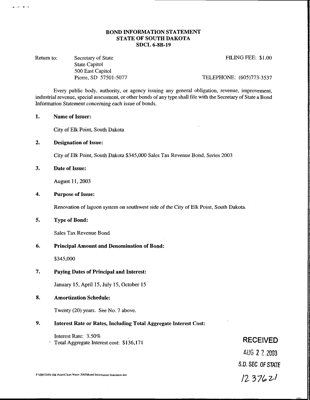 BOND INFORMATION STATEMENT
STATE OF SOUTH DAKOTA
SDCL 6-8B-19
Return to: Secretary of State FILING FEE: $1.00
State Capitol
500 East Capitol
Pierre, SD 57501-5077 TELEPHONE: (605)773-3537
Every public body, authority, or agency issuing any general obligation, revenue, improvement,
industrial revenue, special assessment, or other bonds of any type shall file with the Secretary of State a Bond
Information Statement concerning each issue of bonds.
1. Name of Issuer:
City of Elk Point, South Dakota
2. Designation of Issue:
City of Elk Point, South Dakota $345,000 Sales Tax Revenue Bond, Series 2003
3. Date of Issue:
August 11, 2003
4. Purpose of Issue:
Renovation of lagoon system on southwest side of the City of Elk Point, South Dakota.
5. Type of Bond:
Sales Tax Revenue Bond
6. Principal Amount and Denomination of Bond:
$345,000
7. Paying Dates of Principal and Interest:
January 15, April 15, July 15, October 15
8. Amortization Schedule:
Twenty (20) years. See No. 7 above.
9. Interest Rate or Rates, Including Total Aggregate Interest Cost:
Interest Rate: 3.50%
Total Aggregate Interest cost: $136,171
RECEIVED
AUG 22 2003
S.D. SEC. OF STATE
1237621